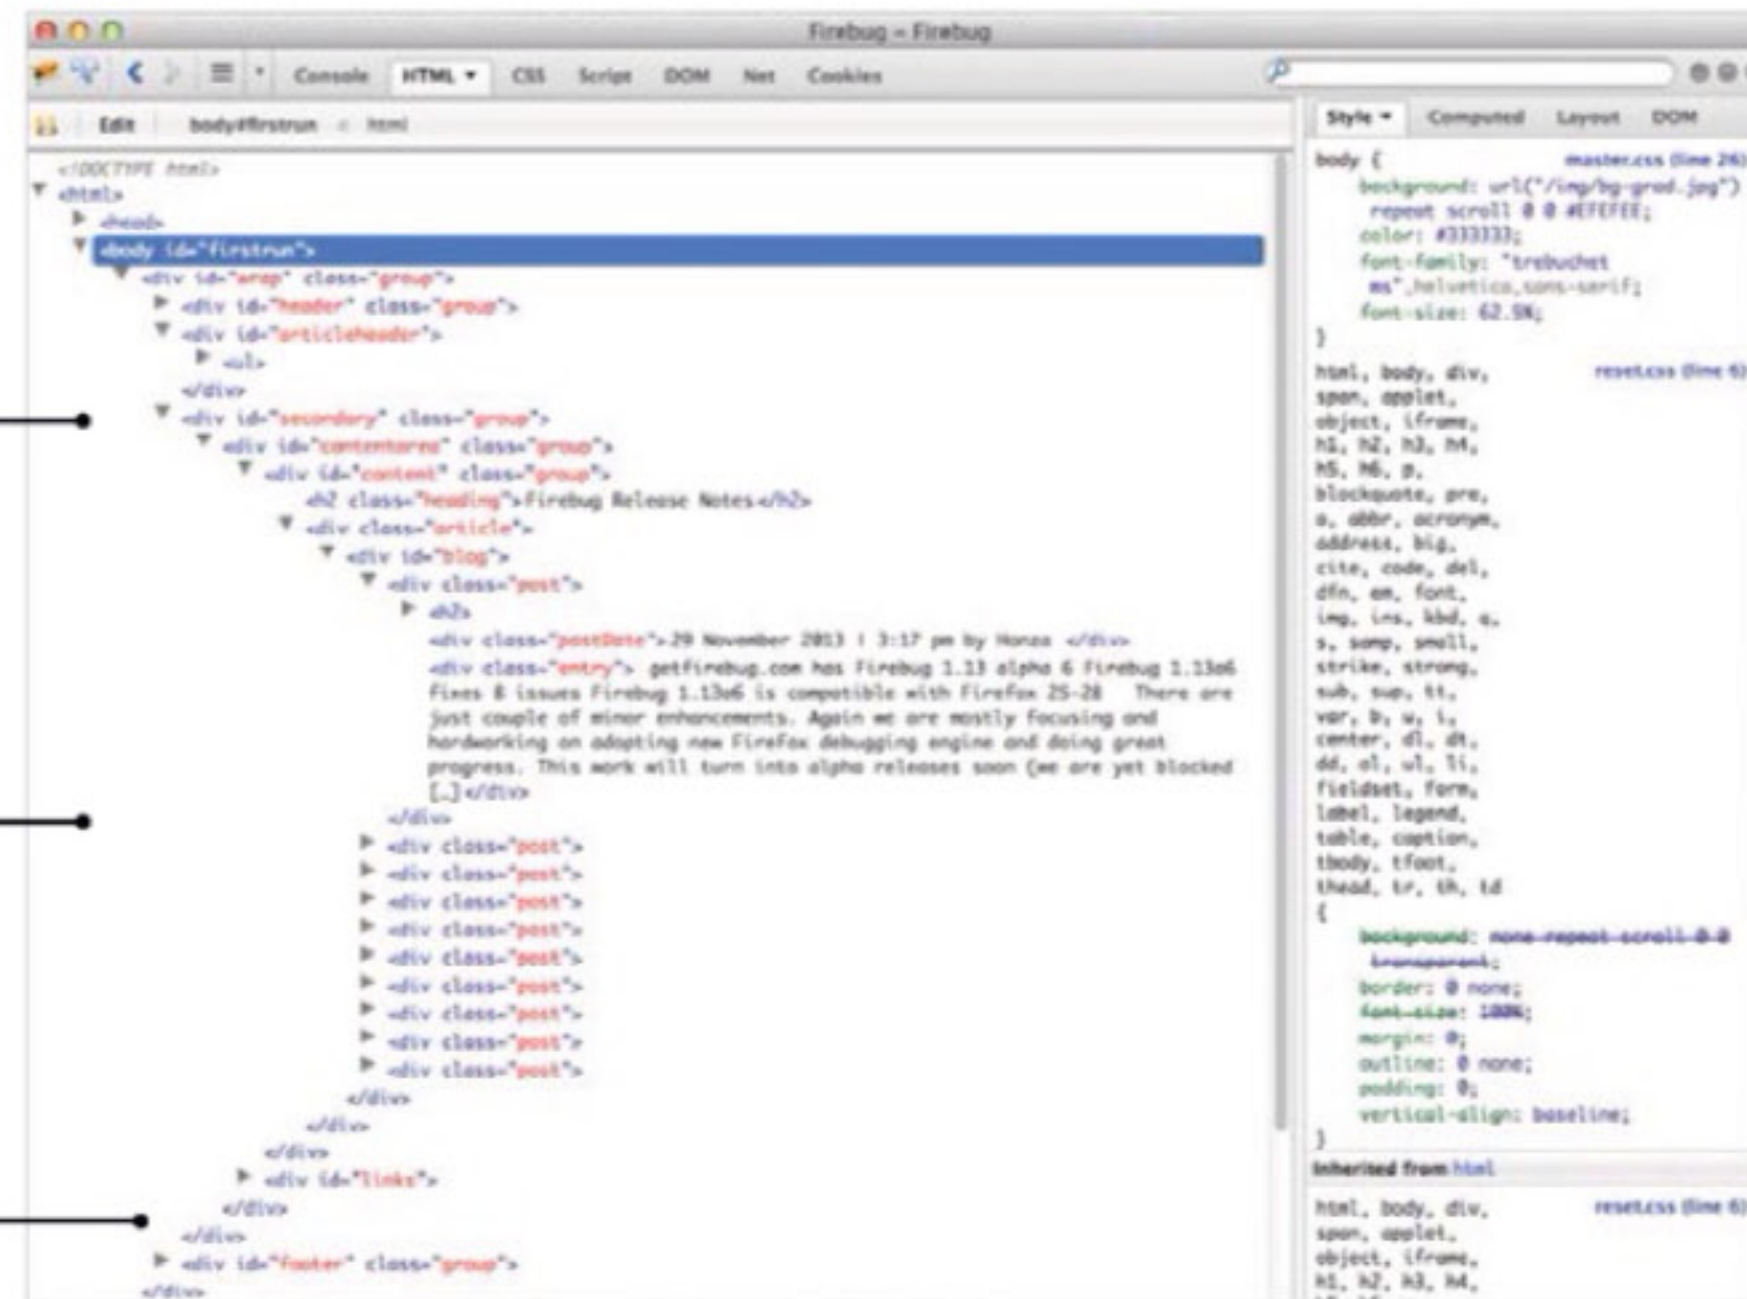 Firebug – Firebug
Console HTML CSS Script DOM Net Cookies
Edit body#firstrun < html
<!DOCTYPE html>
<html>
<head>
<body id="firstrun">
<div id="wrap" class="group">
<div id="header" class="group">
<div id="articleheader">
<ul>
</div>
<div id="secondary" class="group">
<div id="contentarea" class="group">
<div id="content" class="group">
<h2 class="heading">Firebug Release Notes</h2>
<div class="article">
<div id="blog">
<div class="post">
<h2>
<div class="postDate">29 November 2013 | 3:17 pm by Honza </div>
<div class="entry"> getfirebug.com has Firebug 1.13 alpha 6 Firebug 1.13a6
fixes 8 issues Firebug 1.13a6 is compatible with Firefox 25-28 There are
just couple of minor enhancements. Again we are mostly focusing and
hardworking on adopting new Firefox debugging engine and doing great
progress. This work will turn into alpha releases soon (we are yet blocked
[…]</div>
</div>
<div class="post">
<div class="post">
<div class="post">
<div class="post">
<div class="post">
<div class="post">
<div class="post">
<div class="post">
<div class="post">
</div>
</div>
</div>
<div id="links">
</div>
</div>
<div id="footer" class="group">
</div>
Style Computed Layout DOM
body { master.css (line 26)
background: url("/img/bg-grad.jpg")
repeat scroll 0 0 #EFEFEE;
color: #333333;
font-family: "trebuchet
ms",helvetica,sans-serif;
font-size: 62.5%;
}
html, body, div, reset.css (line 6)
span, applet,
object, iframe,
h1, h2, h3, h4,
h5, h6, p,
blockquote, pre,
a, abbr, acronym,
address, big,
cite, code, del,
dfn, em, font,
img, ins, kbd, q,
s, samp, small,
strike, strong,
sub, sup, tt,
var, b, u, i,
center, dl, dt,
dd, ol, ul, li,
fieldset, form,
label, legend,
table, caption,
tbody, tfoot,
thead, tr, th, td
{
background: none repeat scroll 0 0
transparent;
border: 0 none;
font-size: 100%;
margin: 0;
outline: 0 none;
padding: 0;
vertical-align: baseline;
}
Inherited from html
html, body, div, reset.css (line 6)
span, applet,
object, iframe,
h1, h2, h3, h4,